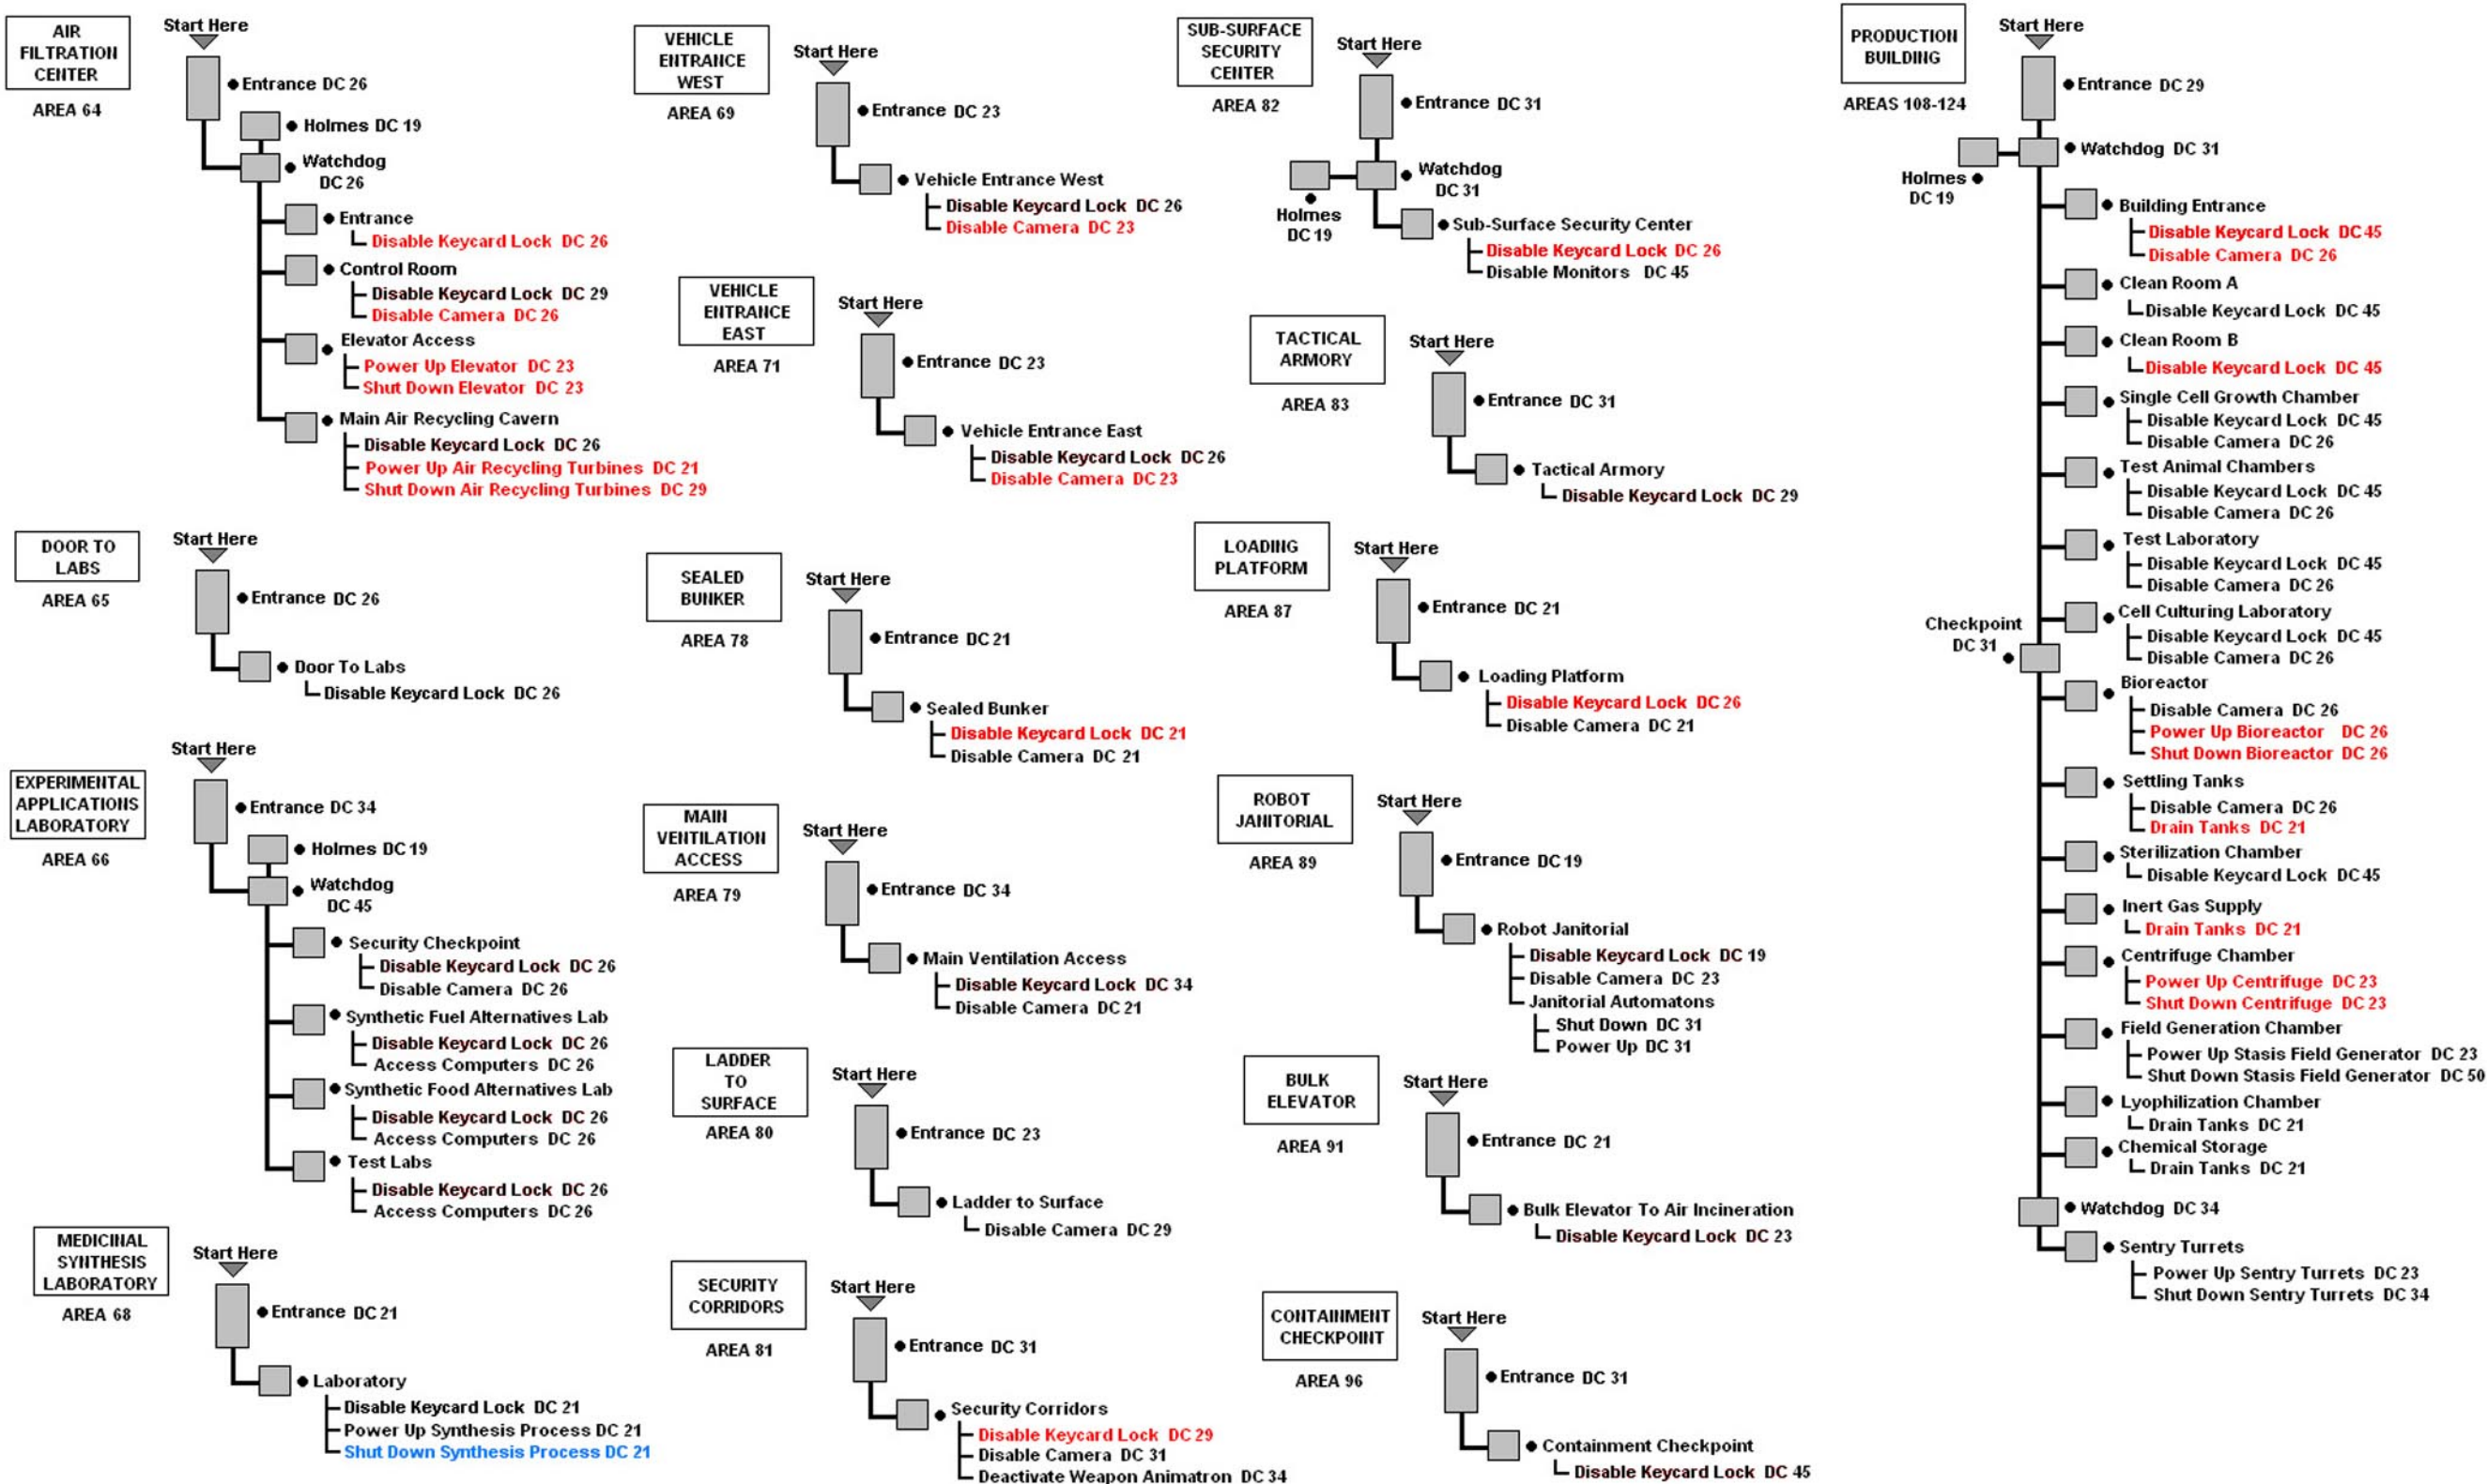 AIR
FILTRATION
CENTER
AREA 64
Start Here
Entrance DC 26
Holmes DC 19
Watchdog
DC 26
Entrance
Disable Keycard Lock DC 26
Control Room
Disable Keycard Lock DC 29
Disable Camera DC 26
Elevator Access
Power Up Elevator DC 23
Shut Down Elevator DC 23
Main Air Recycling Cavern
Disable Keycard Lock DC 26
Power Up Air Recycling Turbines DC 21
Shut Down Air Recycling Turbines DC 29
DOOR TO
LABS
AREA 65
Start Here
Entrance DC 26
Door To Labs
Disable Keycard Lock DC 26
EXPERIMENTAL
APPLICATIONS
LABORATORY
AREA 66
Start Here
Entrance DC 34
Holmes DC 19
Watchdog
DC 45
Security Checkpoint
Disable Keycard Lock DC 26
Disable Camera DC 26
Synthetic Fuel Alternatives Lab
Disable Keycard Lock DC 26
Access Computers DC 26
Synthetic Food Alternatives Lab
Disable Keycard Lock DC 26
Access Computers DC 26
Test Labs
Disable Keycard Lock DC 26
Access Computers DC 26
MEDICINAL
SYNTHESIS
LABORATORY
AREA 68
Start Here
Entrance DC 21
Laboratory
Disable Keycard Lock DC 21
Power Up Synthesis Process DC 21
Shut Down Synthesis Process DC 21
VEHICLE
ENTRANCE
WEST
AREA 69
Start Here
Entrance DC 23
Vehicle Entrance West
Disable Keycard Lock DC 26
Disable Camera DC 23
VEHICLE
ENTRANCE
EAST
AREA 71
Start Here
Entrance DC 23
Vehicle Entrance East
Disable Keycard Lock DC 26
Disable Camera DC 23
SEALED
BUNKER
AREA 78
Start Here
Entrance DC 21
Sealed Bunker
Disable Keycard Lock DC 21
Disable Camera DC 21
MAIN
VENTILATION
ACCESS
AREA 79
Start Here
Entrance DC 34
Main Ventilation Access
Disable Keycard Lock DC 34
Disable Camera DC 21
LADDER
TO
SURFACE
AREA 80
Start Here
Entrance DC 23
Ladder to Surface
Disable Camera DC 29
SECURITY
CORRIDORS
AREA 81
Start Here
Entrance DC 31
Security Corridors
Disable Keycard Lock DC 29
Disable Camera DC 31
Deactivate Weapon Animatron DC 34
SUB-SURFACE
SECURITY
CENTER
AREA 82
Start Here
Entrance DC 31
Watchdog
DC 31
Holmes
DC 19
Sub-Surface Security Center
Disable Keycard Lock DC 26
Disable Monitors DC 45
TACTICAL
ARMORY
AREA 83
Start Here
Entrance DC 31
Tactical Armory
Disable Keycard Lock DC 29
LOADING
PLATFORM
AREA 87
Start Here
Entrance DC 21
Loading Platform
Disable Keycard Lock DC 26
Disable Camera DC 21
ROBOT
JANITORIAL
AREA 89
Start Here
Entrance DC 19
Robot Janitorial
Disable Keycard Lock DC 19
Disable Camera DC 23
Janitorial Automatons
Shut Down DC 31
Power Up DC 31
BULK
ELEVATOR
AREA 91
Start Here
Entrance DC 21
Bulk Elevator To Air Incineration
Disable Keycard Lock DC 23
CONTAINMENT
CHECKPOINT
AREA 96
Start Here
Entrance DC 31
Containment Checkpoint
Disable Keycard Lock DC 45
PRODUCTION
BUILDING
AREAS 108-124
Start Here
Entrance DC 29
Watchdog DC 31
Holmes
DC 19
Building Entrance
Disable Keycard Lock DC 45
Disable Camera DC 26
Clean Room A
Disable Keycard Lock DC 45
Clean Room B
Disable Keycard Lock DC 45
Single Cell Growth Chamber
Disable Keycard Lock DC 45
Disable Camera DC 26
Test Animal Chambers
Disable Keycard Lock DC 45
Disable Camera DC 26
Test Laboratory
Disable Keycard Lock DC 45
Disable Camera DC 26
Cell Culturing Laboratory
Disable Keycard Lock DC 45
Disable Camera DC 26
Checkpoint
DC 31
Bioreactor
Disable Camera DC 26
Power Up Bioreactor DC 26
Shut Down Bioreactor DC 26
Settling Tanks
Disable Camera DC 26
Drain Tanks DC 21
Sterilization Chamber
Disable Keycard Lock DC 45
Inert Gas Supply
Drain Tanks DC 21
Centrifuge Chamber
Power Up Centrifuge DC 23
Shut Down Centrifuge DC 23
Field Generation Chamber
Power Up Stasis Field Generator DC 23
Shut Down Stasis Field Generator DC 50
Lyophilization Chamber
Drain Tanks DC 21
Chemical Storage
Drain Tanks DC 21
Watchdog DC 34
Sentry Turrets
Power Up Sentry Turrets DC 23
Shut Down Sentry Turrets DC 34